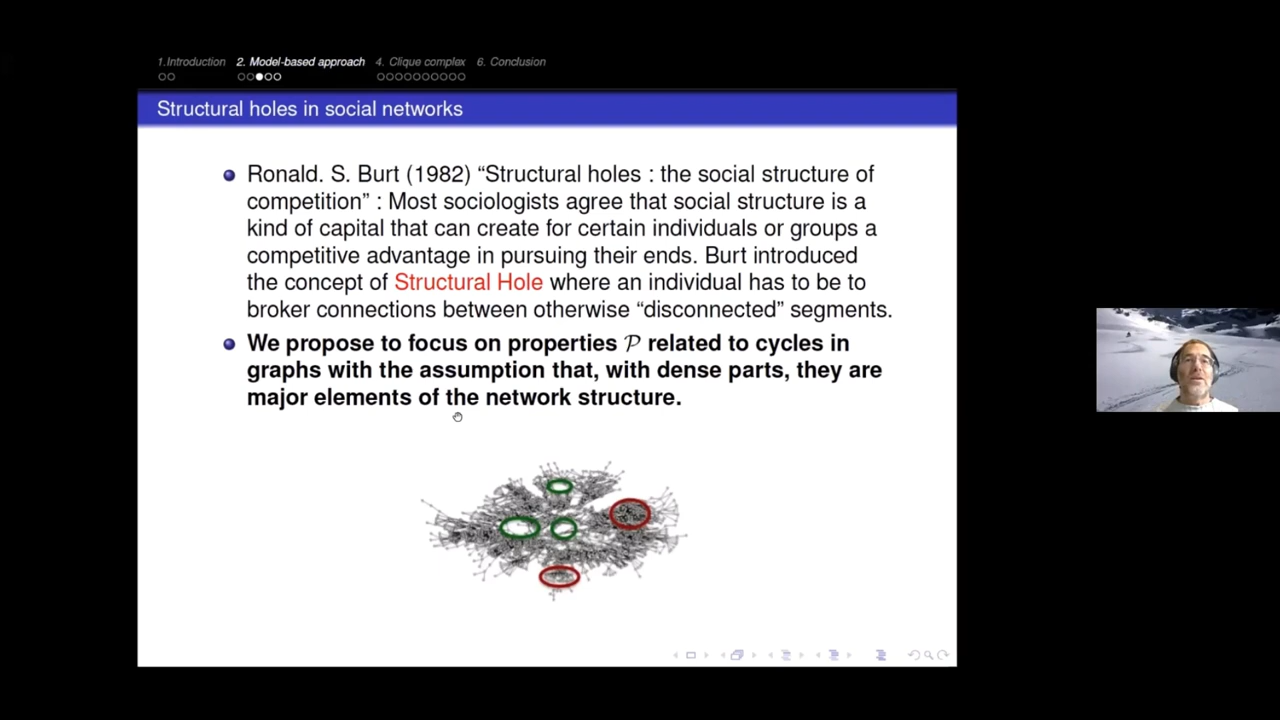 1.Introduction 2. Model-based approach 4. Clique complex 6. Conclusion
Structural holes in social networks
Ronald. S. Burt (1982) “Structural holes : the social structure of
competition” : Most sociologists agree that social structure is a
kind of capital that can create for certain individuals or groups a
competitive advantage in pursuing their ends. Burt introduced
the concept of Structural Hole where an individual has to be to
broker connections between otherwise “disconnected” segments.
We propose to focus on properties 𝒫 related to cycles in
graphs with the assumption that, with dense parts, they are
major elements of the network structure.